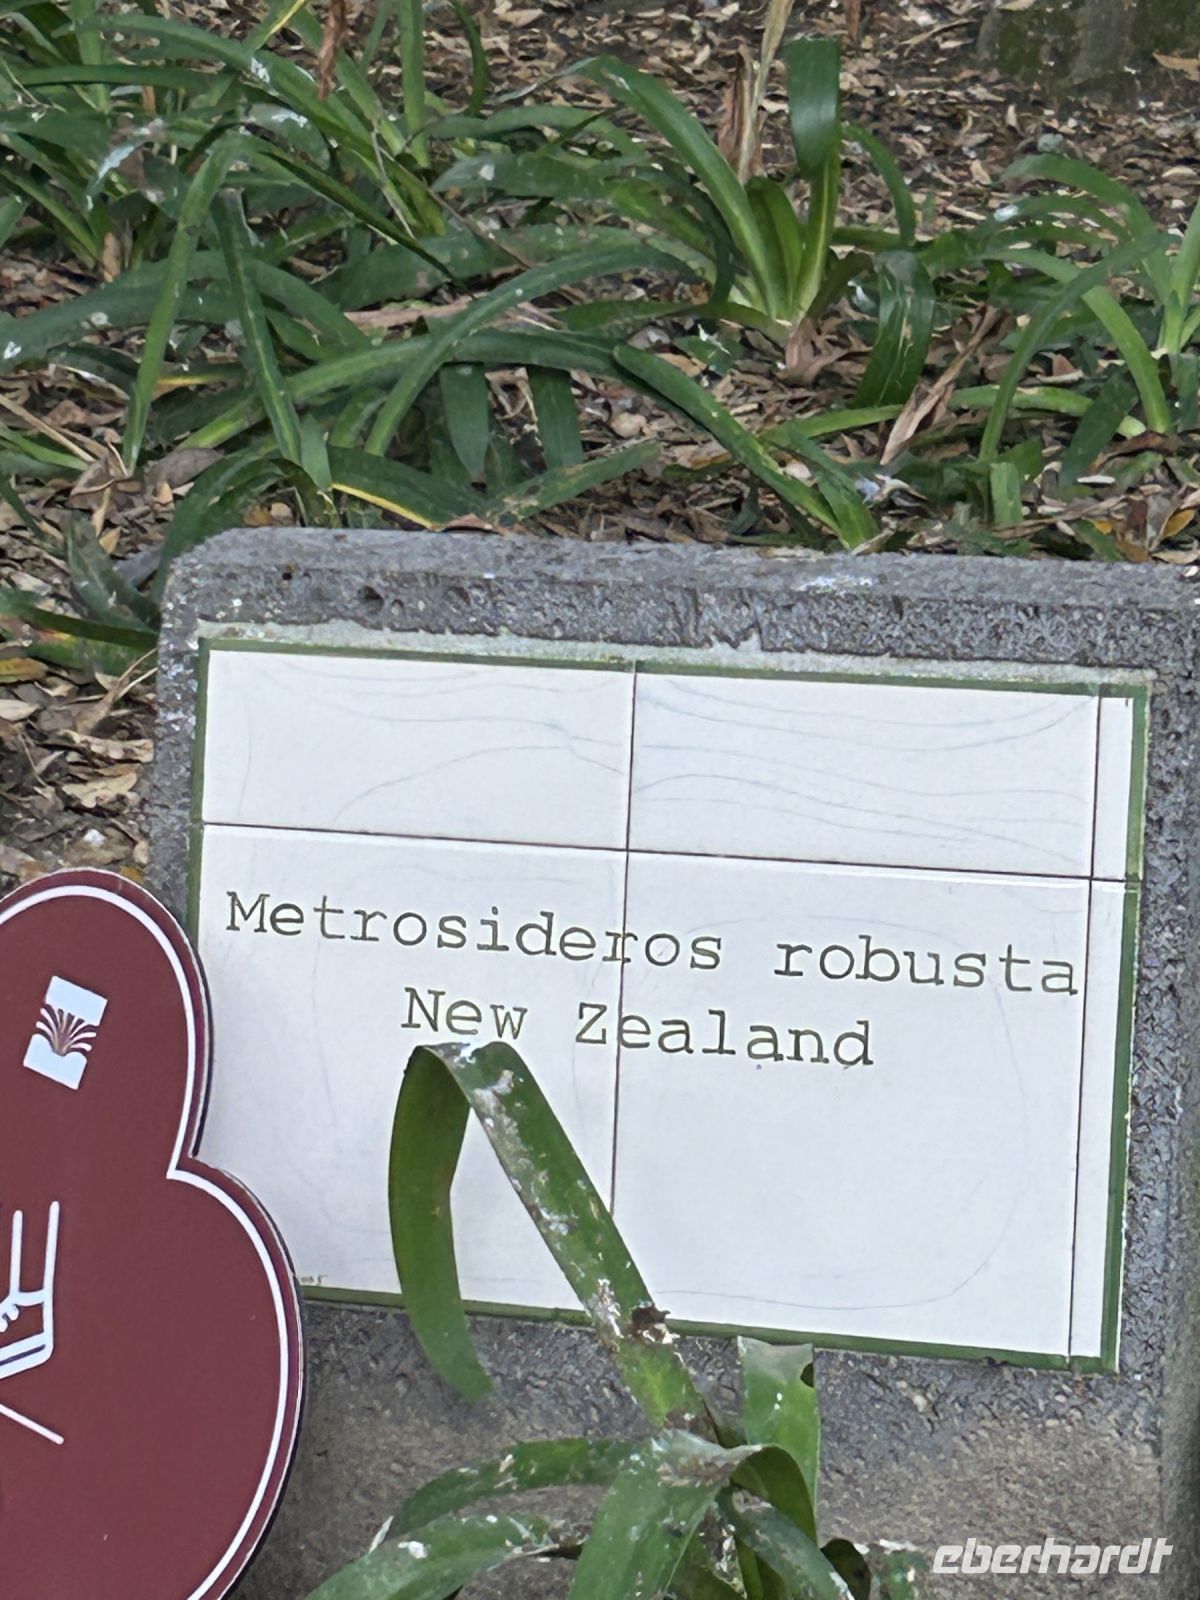 Metrosideros robusta
New Zealand
eberhardt